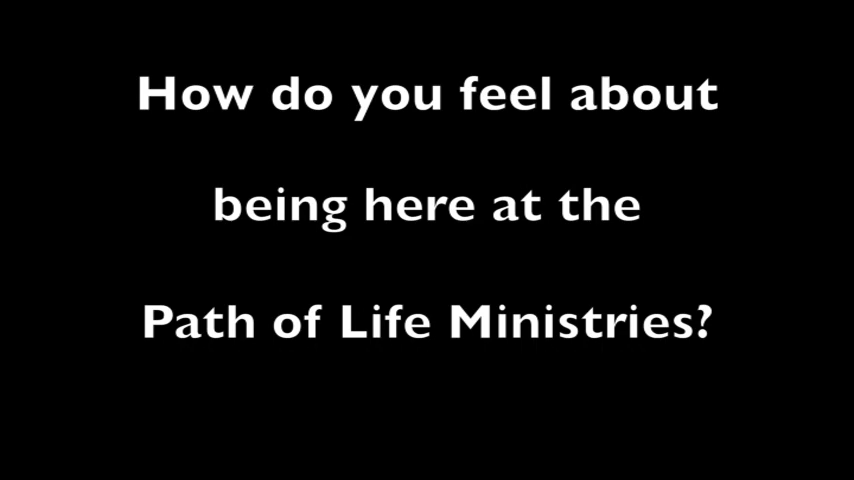 How do you feel about
being here at the
Path of Life Ministries?